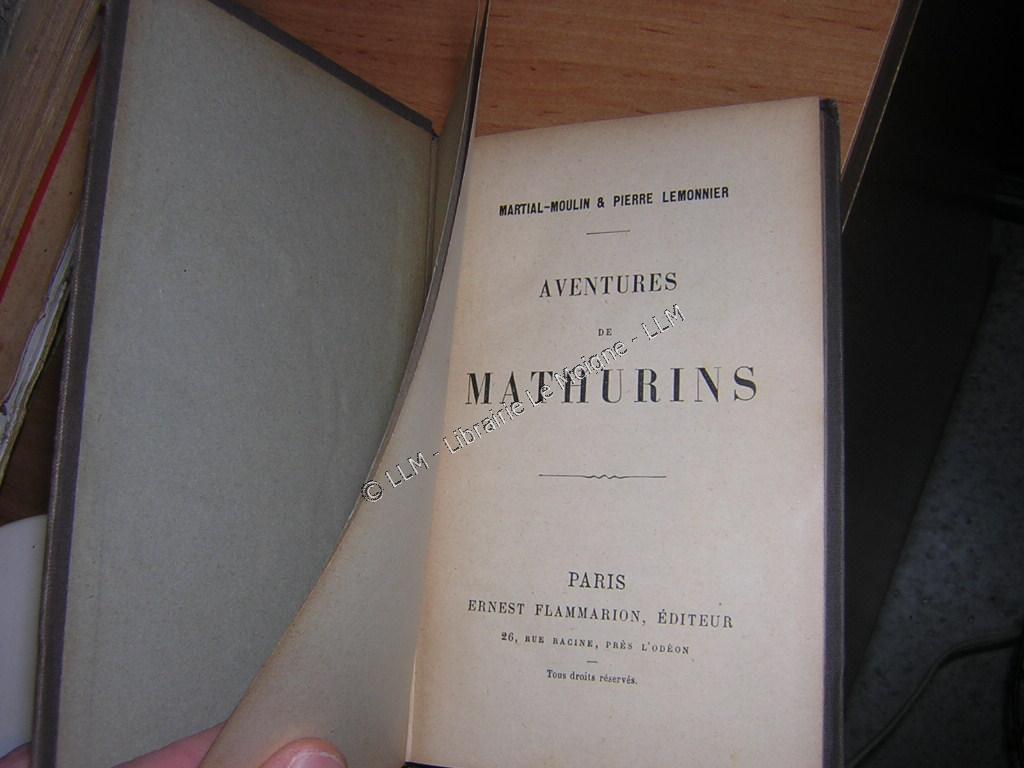 MARTIAL-MOULIN & PIERRE LEMONNIER
AVENTURES
DE
MATHURINS
© LLM - Librairie Le Moigne - LLM
PARIS
ERNEST FLAMMARION, ÉDITEUR
26, RUE RACINE, PRÈS L'ODÉON
Tous droits réservés.